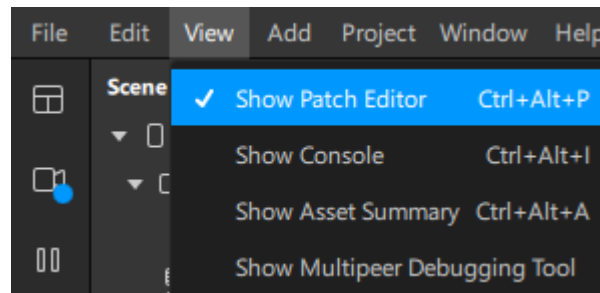 File Edit View Add Project Window Help
Scene
Show Patch Editor Ctrl+Alt+P
Show Console Ctrl+Alt+I
Show Asset Summary Ctrl+Alt+A
Show Multipeer Debugging Tool